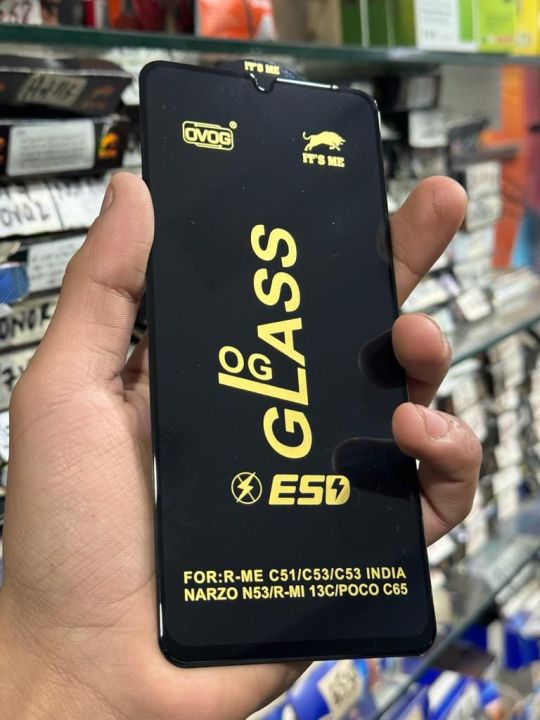 IT'S ME
OVOG®
IT'S ME
OG GLASS
ESD
FOR:R-ME C51/C53/C53 INDIA
NARZO N53/R-MI 13C/POCO C65